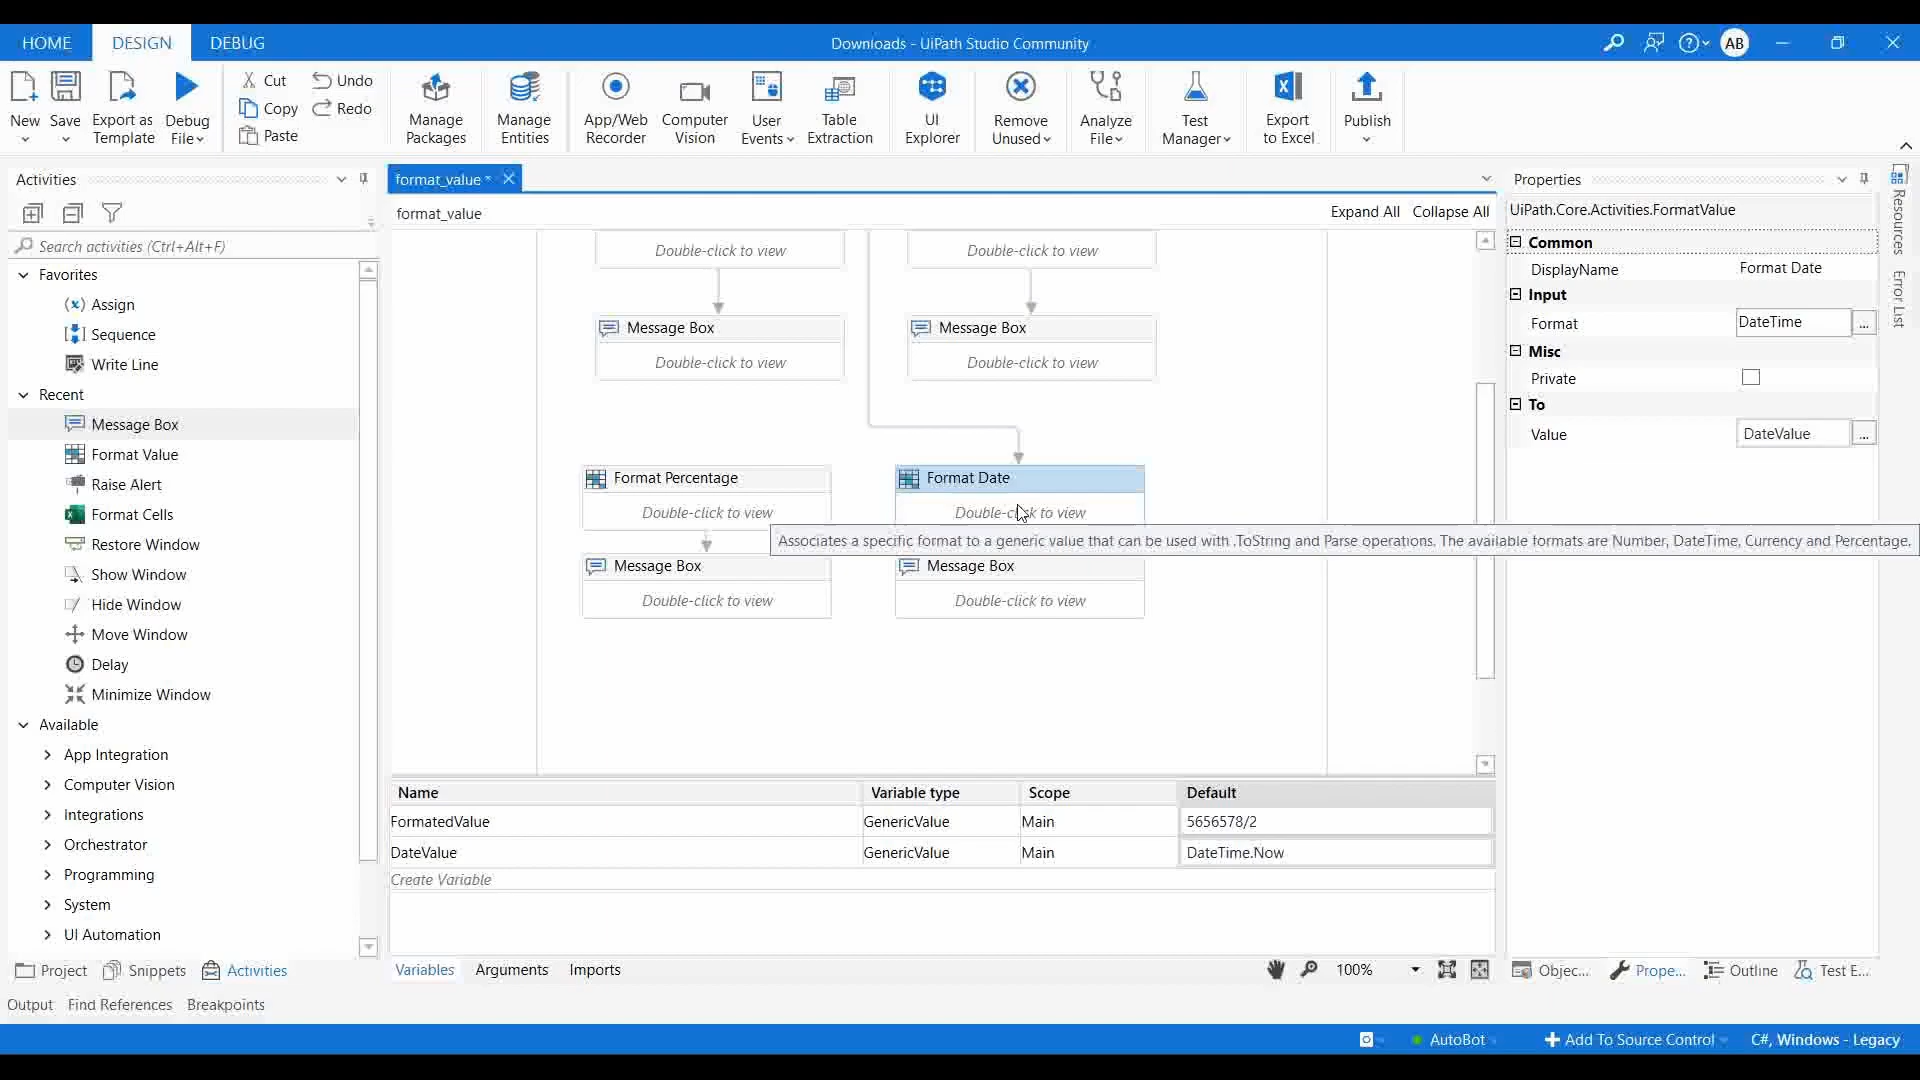 HOME DESIGN DEBUG Downloads - UiPath Studio Community AB
New Save Export as Template Debug File
Cut Copy Paste Undo Redo
Manage Packages Manage Entities App/Web Recorder Computer Vision User Events Table Extraction UI Explorer Remove Unused Analyze File Test Manager Export to Excel Publish
Activities
Search activities (Ctrl+Alt+F)
Favorites
Assign
Sequence
Write Line
Recent
Message Box
Format Value
Raise Alert
Format Cells
Restore Window
Show Window
Hide Window
Move Window
Delay
Minimize Window
Available
App Integration
Computer Vision
Integrations
Orchestrator
Programming
System
UI Automation
Project Snippets Activities
format_value *
format_value Expand All Collapse All
Double-click to view Double-click to view
Message Box Message Box
Double-click to view Double-click to view
Format Percentage Format Date
Double-click to view Double-click to view
Associates a specific format to a generic value that can be used with .ToString and Parse operations. The available formats are Number, DateTime, Currency and Percentage.
Message Box Message Box
Double-click to view Double-click to view
Name Variable type Scope Default
FormatedValue GenericValue Main 5656578/2
DateValue GenericValue Main DateTime.Now
Create Variable
Variables Arguments Imports 100%
Properties
UiPath.Core.Activities.FormatValue
Common
DisplayName Format Date
Input
Format DateTime ...
Misc
Private
To
Value DateValue ...
Resources
Error List
Objec... Prope... Outline Test E...
Output Find References Breakpoints
AutoBot Add To Source Control C#, Windows - Legacy